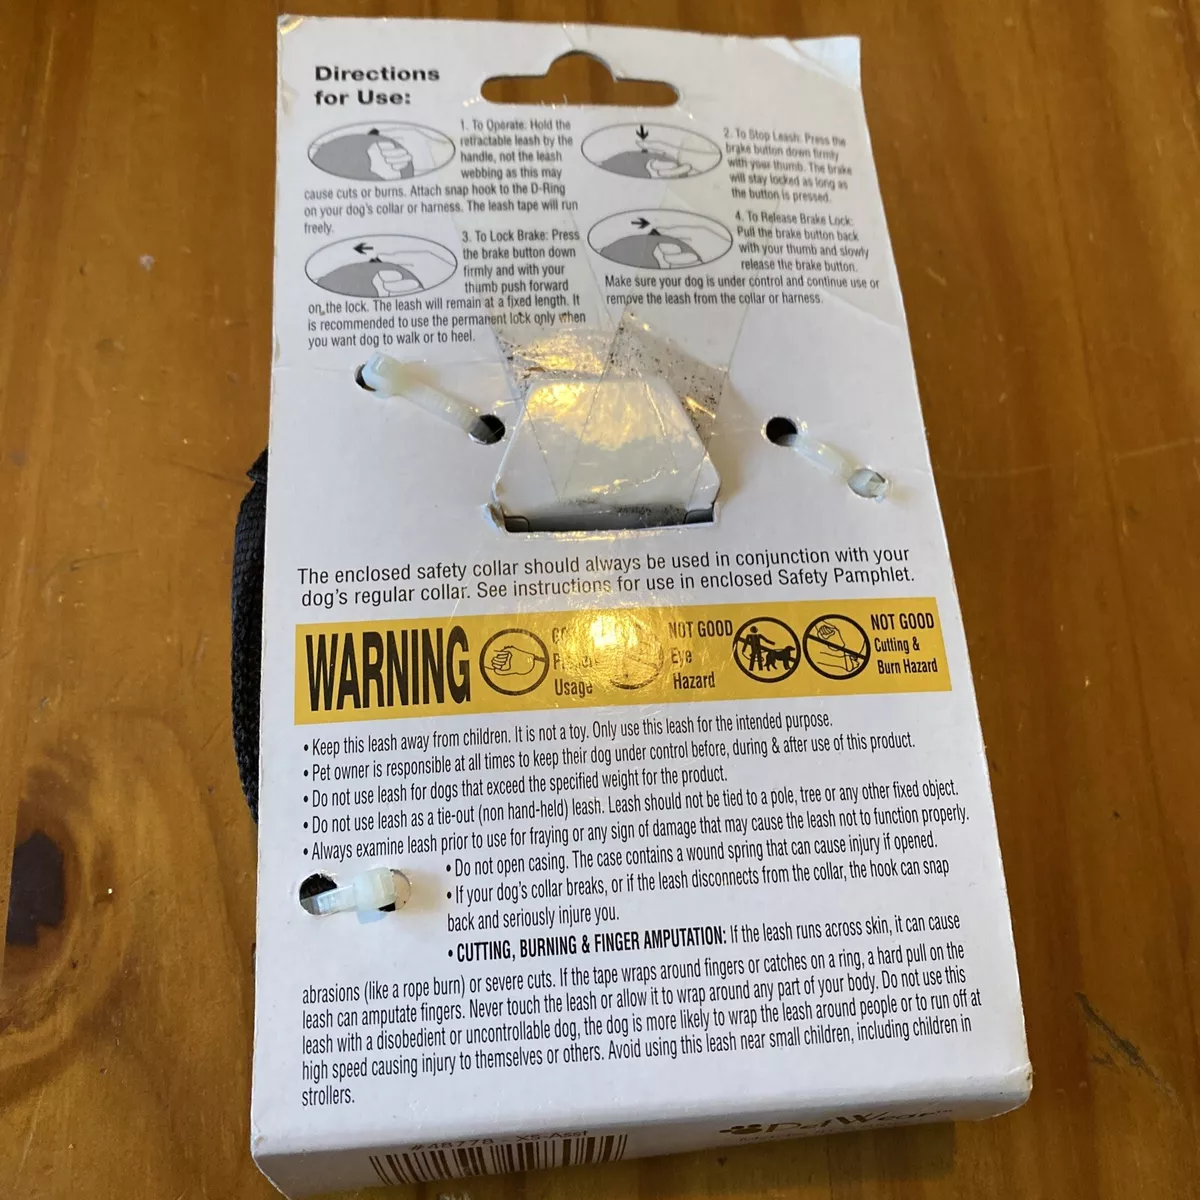 Directions
for Use:
1. To Operate: Hold the
retractable leash by the
handle, not the leash
webbing as this may
cause cuts or burns. Attach snap hook to the D-Ring
on your dog's collar or harness. The leash tape will run
freely.
2. To Stop Leash: Press the
brake button down firmly
with your thumb. The brake
will stay locked as long as
the button is pressed.
3. To Lock Brake: Press
the brake button down
firmly and with your
thumb push forward
on the lock. The leash will remain at a fixed length. It
is recommended to use the permanent lock only when
you want dog to walk or to heel.
4. To Release Brake Lock:
Pull the brake button back
with your thumb and slowly
release the brake button.
Make sure your dog is under control and continue use or
remove the leash from the collar or harness.
The enclosed safety collar should always be used in conjunction with your
dog's regular collar. See instructions for use in enclosed Safety Pamphlet.
WARNING
Usage
NOT GOOD
Eye
Hazard
NOT GOOD
Cutting &
Burn Hazard
• Keep this leash away from children. It is not a toy. Only use this leash for the intended purpose.
• Pet owner is responsible at all times to keep their dog under control before, during & after use of this product.
• Do not use leash for dogs that exceed the specified weight for the product.
• Do not use leash as a tie-out (non hand-held) leash. Leash should not be tied to a pole, tree or any other fixed object.
• Always examine leash prior to use for fraying or any sign of damage that may cause the leash not to function properly.
• Do not open casing. The case contains a wound spring that can cause injury if opened.
• If your dog's collar breaks, or if the leash disconnects from the collar, the hook can snap
back and seriously injure you.
• CUTTING, BURNING & FINGER AMPUTATION: If the leash runs across skin, it can cause
abrasions (like a rope burn) or severe cuts. If the tape wraps around fingers or catches on a ring, a hard pull on the
leash can amputate fingers. Never touch the leash or allow it to wrap around any part of your body. Do not use this
leash with a disobedient or uncontrollable dog, the dog is more likely to wrap the leash around people or to run off at
high speed causing injury to themselves or others. Avoid using this leash near small children, including children in
strollers.
#48778 XS-Asst
PetWear